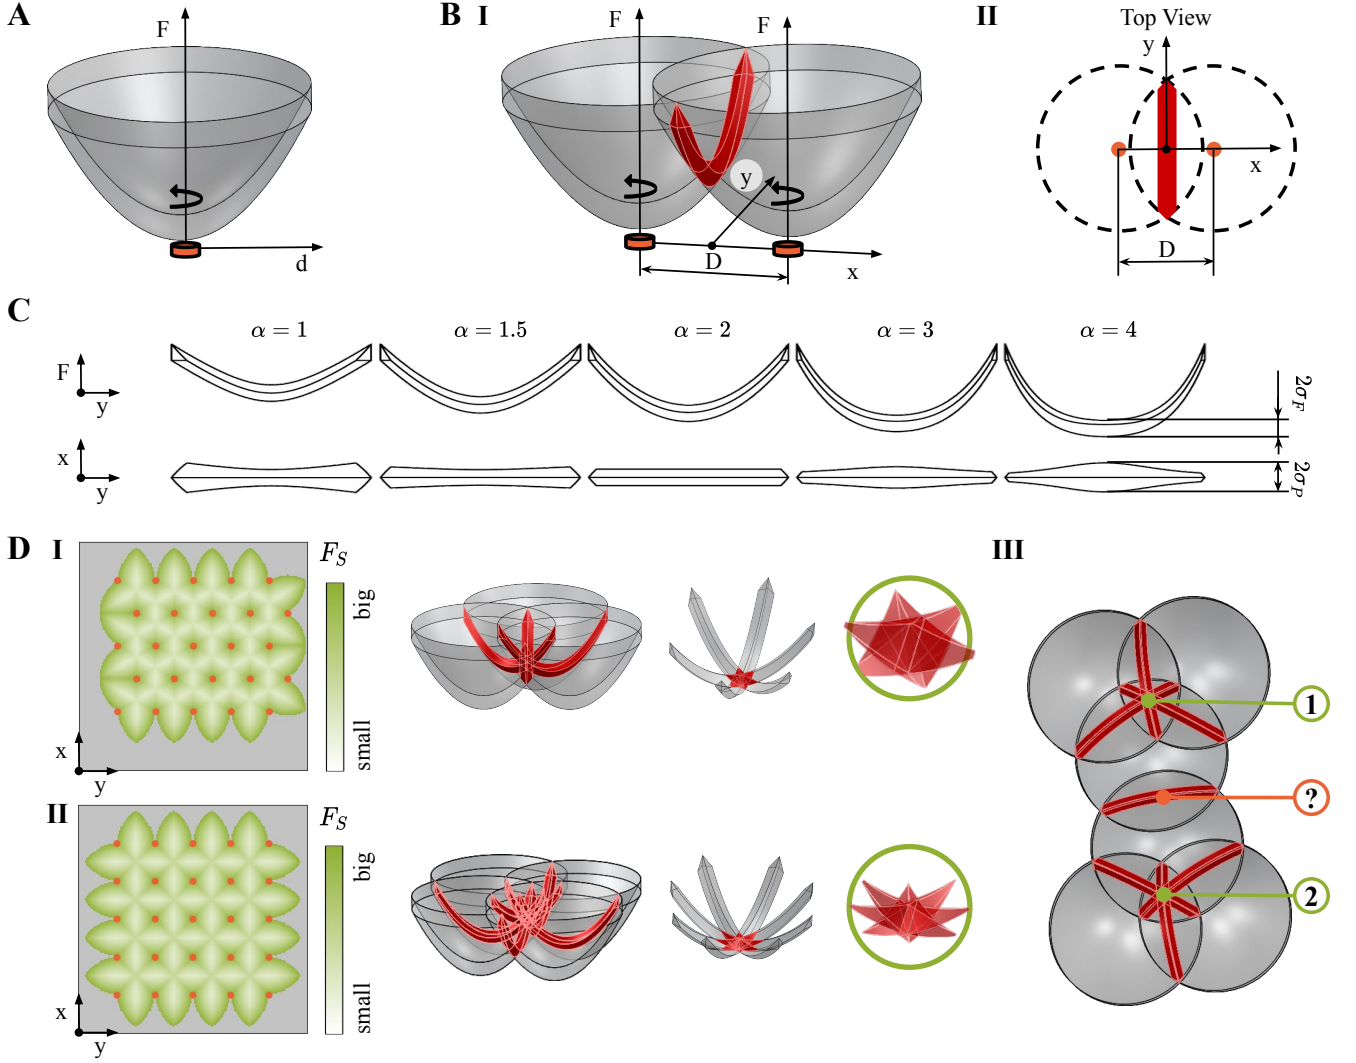 A
F
d
B I
F
F
y
D
x
II
Top View
y
x
D
C
α = 1
α = 1.5
α = 2
α = 3
α = 4
F
y
2σ_F
x
y
2σ_P
D I
F_S
big
small
x
y
II
F_S
big
small
x
y
III
1
?
2